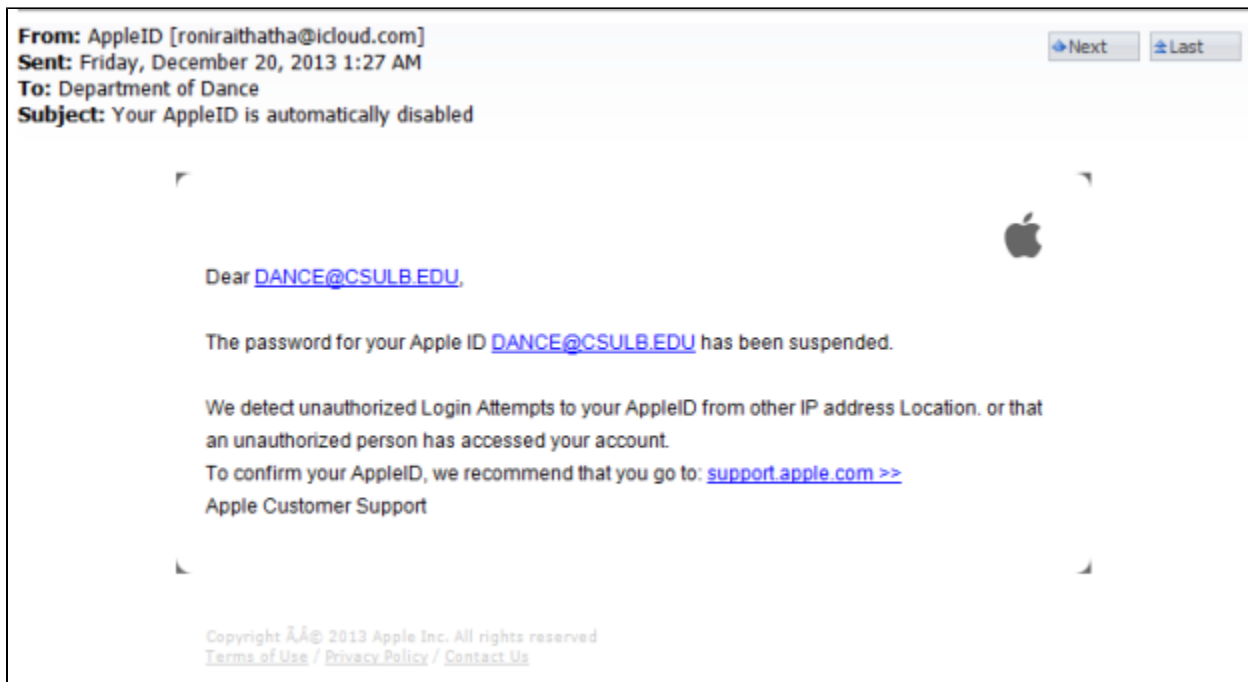 From: AppleID [roniraithatha@icloud.com]
Sent: Friday, December 20, 2013 1:27 AM
To: Department of Dance
Subject: Your AppleID is automatically disabled
Next
Last
Dear DANCE@CSULB.EDU,
The password for your Apple ID DANCE@CSULB.EDU has been suspended.
We detect unauthorized Login Attempts to your AppleID from other IP address Location. or that
an unauthorized person has accessed your account.
To confirm your AppleID, we recommend that you go to: support.apple.com >>
Apple Customer Support
Copyright ÃÂ© 2013 Apple Inc. All rights reserved
Terms of Use / Privacy Policy / Contact Us